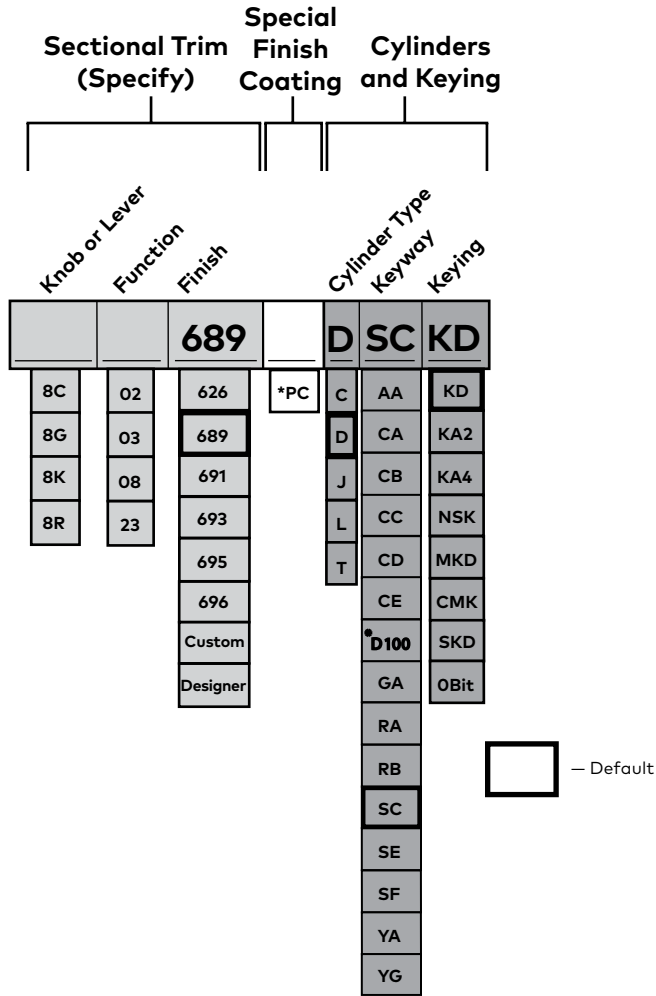 Sectional Trim
(Specify)
Special
Finish
Coating
Cylinders
and Keying
Knob or Lever
Function
Finish
Cylinder Type
Keyway
Keying
689 D SC KD
8C
8G
8K
8R
02
03
08
23
626
689
691
693
695
696
Custom
Designer
*PC
C
D
J
L
T
AA
CA
CB
CC
CD
CE
*D100
GA
RA
RB
SC
SE
SF
YA
YG
KD
KA2
KA4
NSK
MKD
CMK
SKD
0Bit
— Default